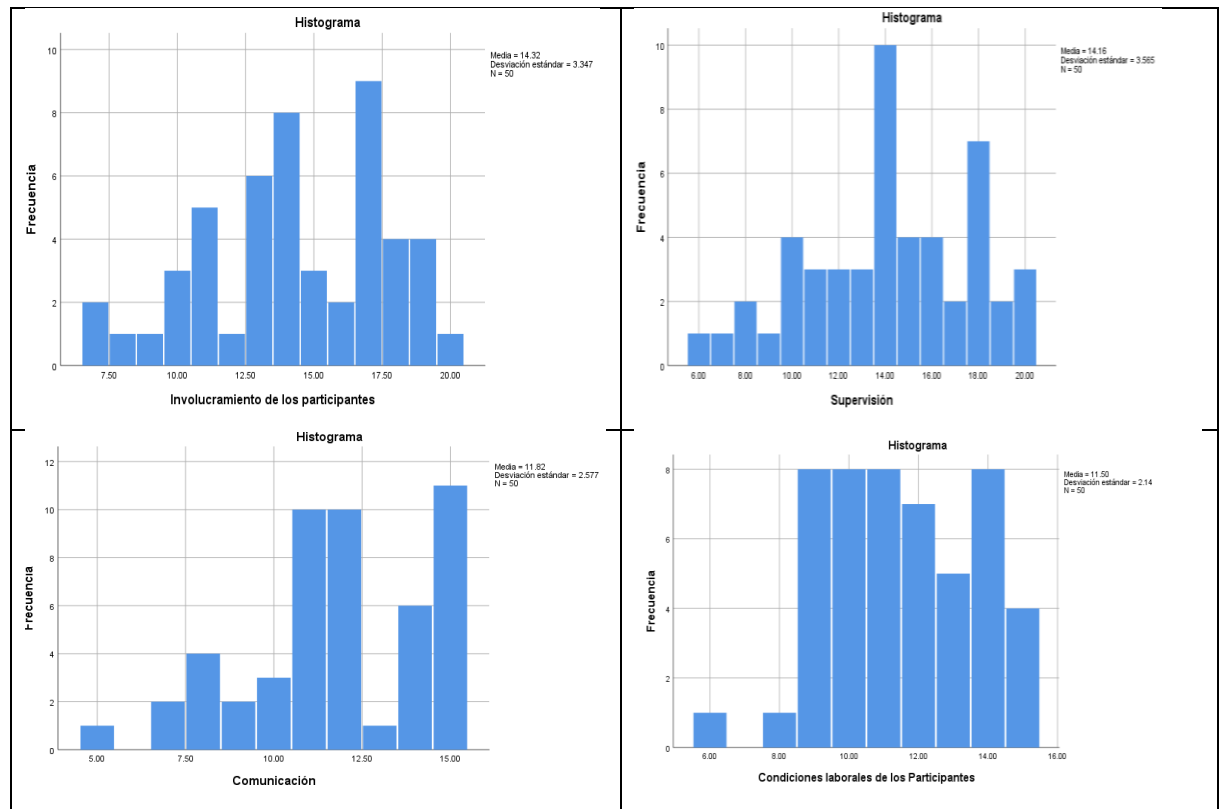 Histograma
Media = 14.32
Desviación estándar = 3.347
N = 50
Frecuencia
10
8
6
4
2
0
7.50 10.00 12.50 15.00 17.50 20.00
Involucramiento de los participantes
Histograma
Media = 14.16
Desviación estándar = 3.565
N = 50
Frecuencia
10
8
6
4
2
0
6.00 8.00 10.00 12.00 14.00 16.00 18.00 20.00
Supervisión
Histograma
Media = 11.82
Desviación estándar = 2.577
N = 50
Frecuencia
12
10
8
6
4
2
0
5.00 7.50 10.00 12.50 15.00
Comunicación
Histograma
Media = 11.50
Desviación estándar = 2.14
N = 50
Frecuencia
8
6
4
2
0
6.00 8.00 10.00 12.00 14.00 16.00
Condiciones laborales de los Participantes